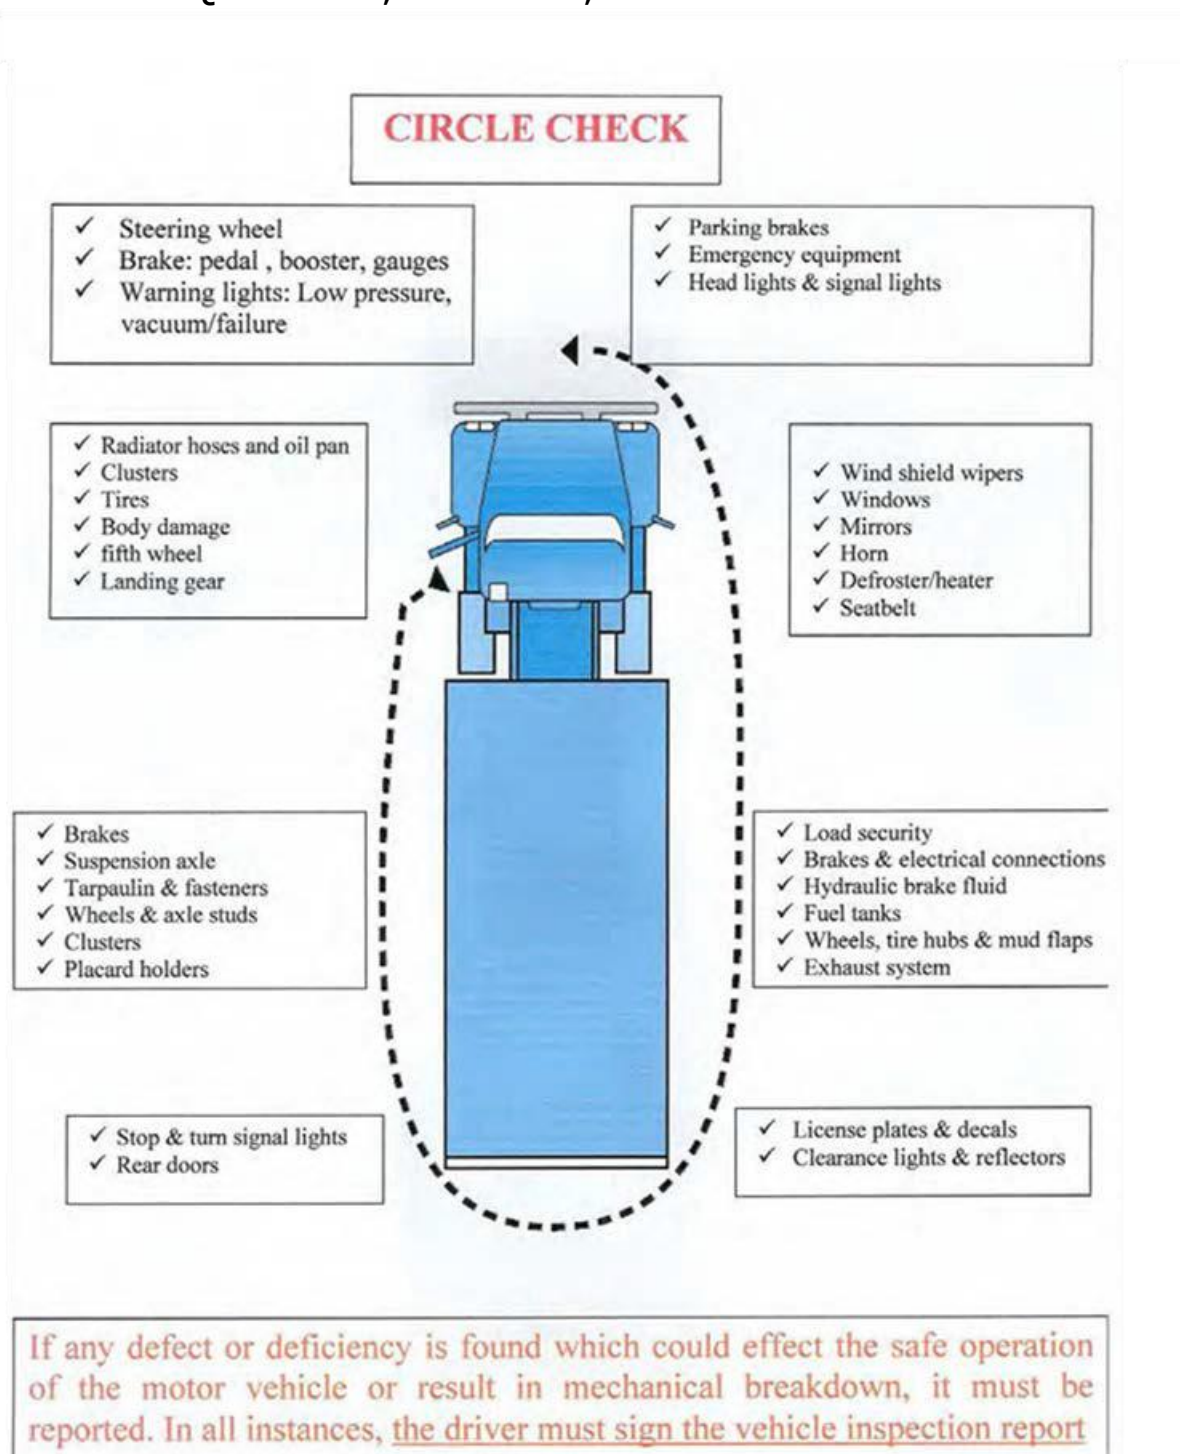 CIRCLE CHECK
✓ Steering wheel
✓ Brake: pedal , booster, gauges
✓ Warning lights: Low pressure,
vacuum/failure
✓ Parking brakes
✓ Emergency equipment
✓ Head lights & signal lights
✓ Radiator hoses and oil pan
✓ Clusters
✓ Tires
✓ Body damage
✓ fifth wheel
✓ Landing gear
✓ Wind shield wipers
✓ Windows
✓ Mirrors
✓ Horn
✓ Defroster/heater
✓ Seatbelt
✓ Brakes
✓ Suspension axle
✓ Tarpaulin & fasteners
✓ Wheels & axle studs
✓ Clusters
✓ Placard holders
✓ Load security
✓ Brakes & electrical connections
✓ Hydraulic brake fluid
✓ Fuel tanks
✓ Wheels, tire hubs & mud flaps
✓ Exhaust system
✓ Stop & turn signal lights
✓ Rear doors
✓ License plates & decals
✓ Clearance lights & reflectors
If any defect or deficiency is found which could effect the safe operation
of the motor vehicle or result in mechanical breakdown, it must be
reported. In all instances, the driver must sign the vehicle inspection report